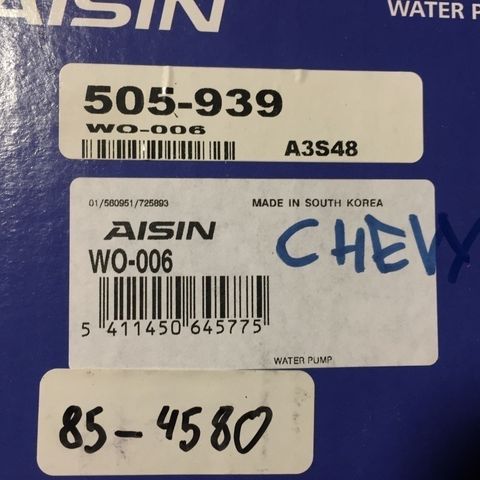 AISIN
WATER P
505-939
WO-006
A3S48
01/560951/725893
MADE IN SOUTH KOREA
AISIN
WO-006
CHEVY
5 411450 645775
WATER PUMP
85-4580